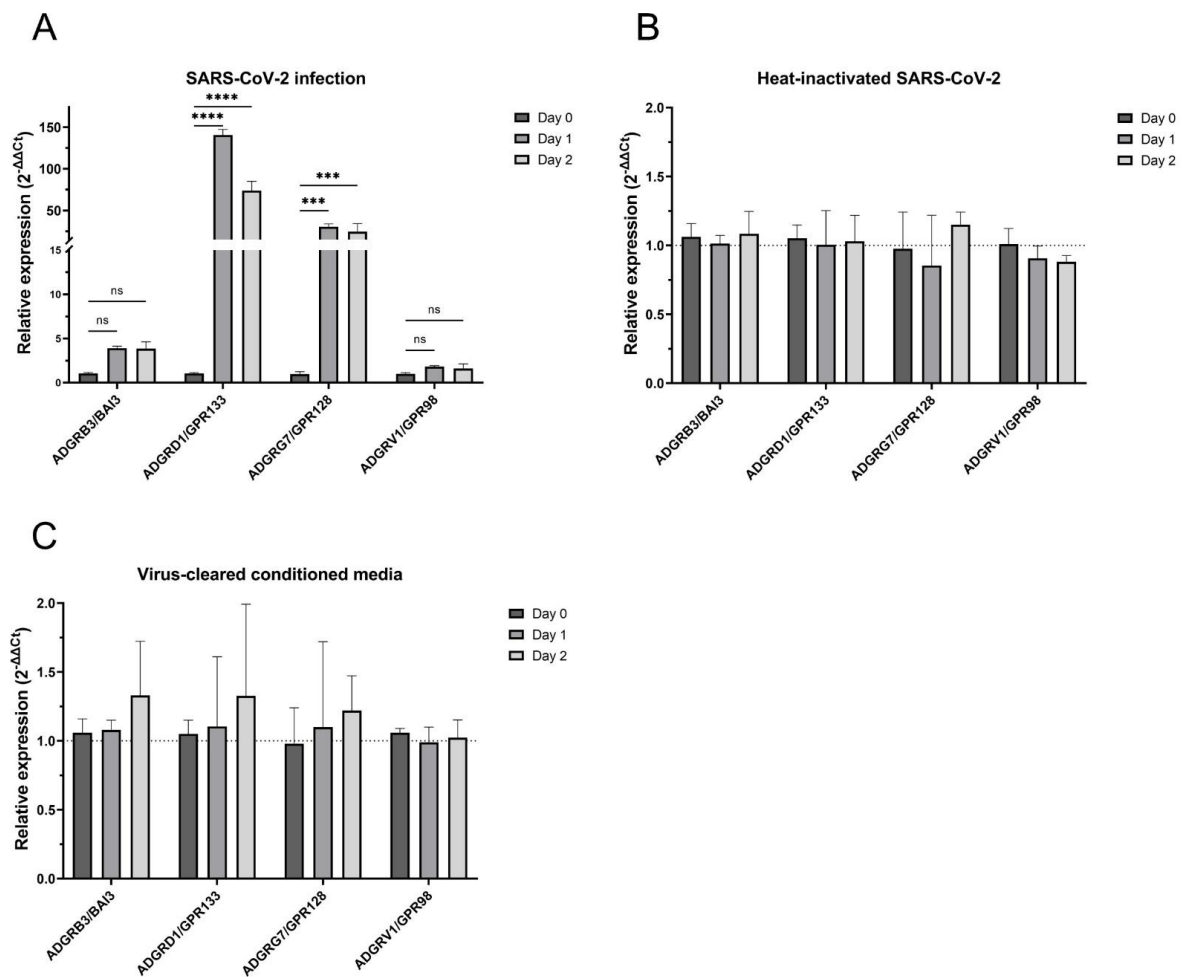 A
SARS-CoV-2 infection
Relative expression (2^-ΔΔCt)
150
100
75
50
25
15
10
5
0
****
****
***
***
ns
ns
ns
ns
Day 0
Day 1
Day 2
ADGRB3/BAI3
ADGRD1/GPR133
ADGRG7/GPR128
ADGRV1/GPR98
B
Heat-inactivated SARS-CoV-2
Relative expression (2^-ΔΔCt)
2.0
1.5
1.0
0.5
0.0
Day 0
Day 1
Day 2
ADGRB3/BAI3
ADGRD1/GPR133
ADGRG7/GPR128
ADGRV1/GPR98
C
Virus-cleared conditioned media
Relative expression (2^-ΔΔCt)
2.0
1.5
1.0
0.5
0.0
Day 0
Day 1
Day 2
ADGRB3/BAI3
ADGRD1/GPR133
ADGRG7/GPR128
ADGRV1/GPR98